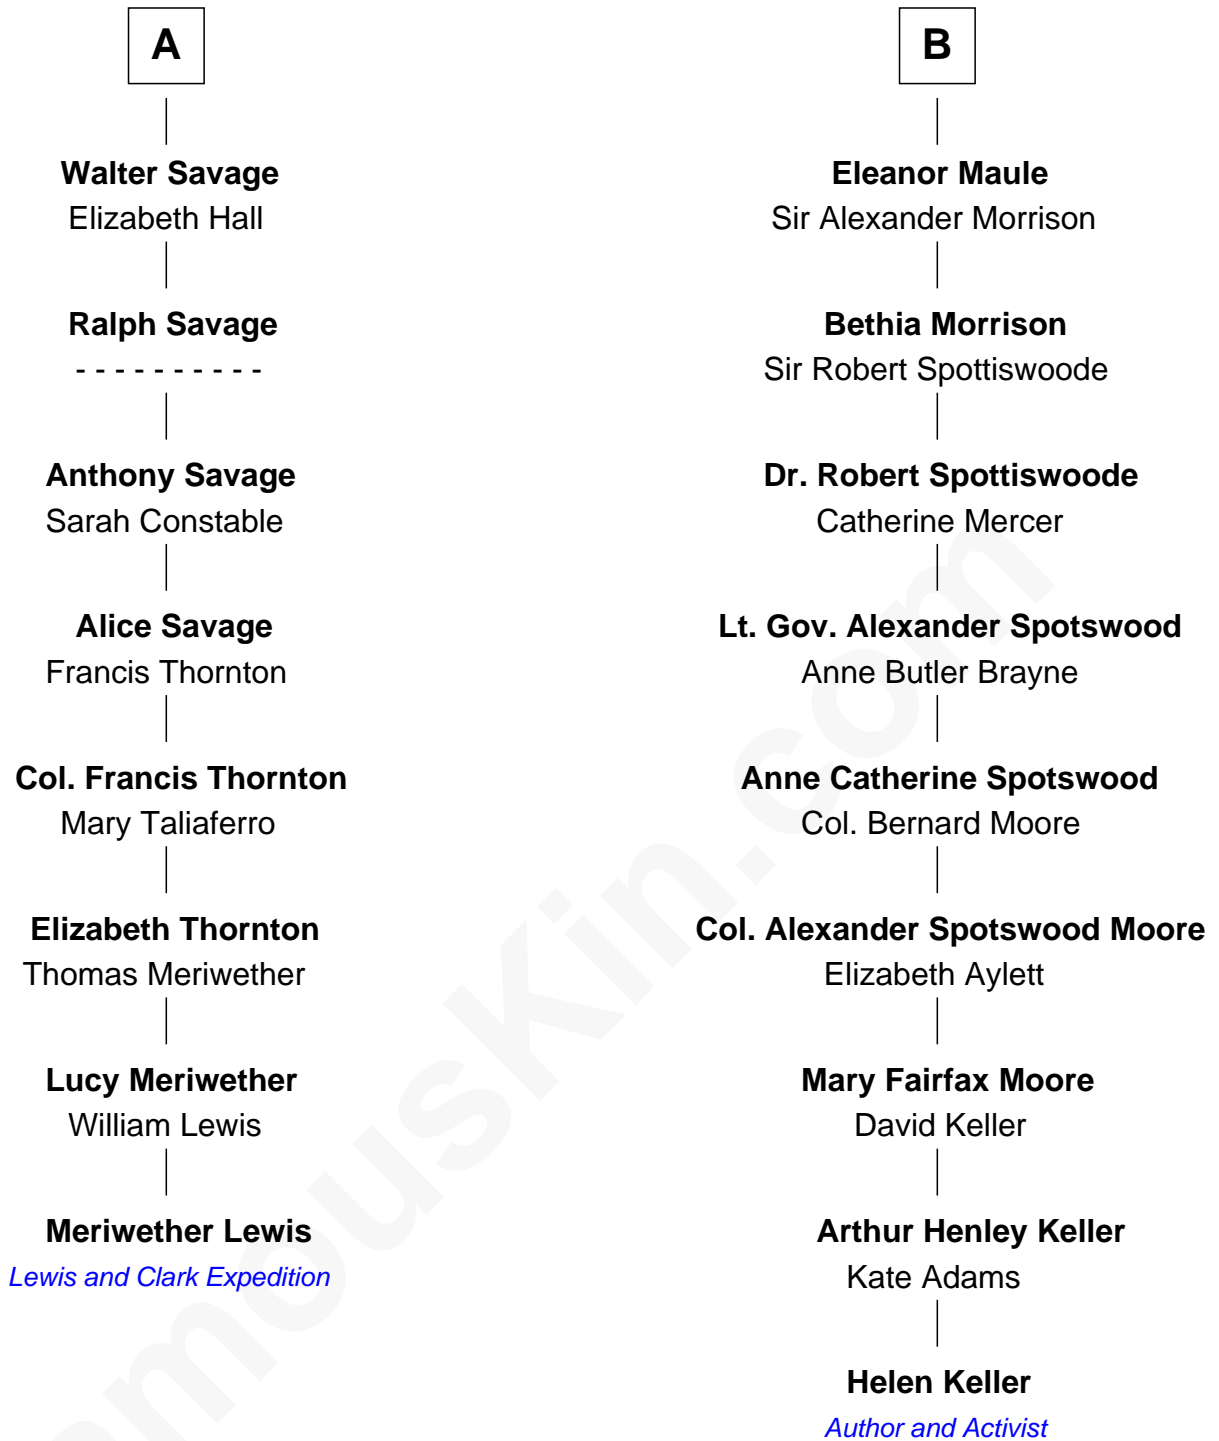 A
Walter Savage
Elizabeth Hall
Ralph Savage
- - - - - - - - - -
Anthony Savage
Sarah Constable
Alice Savage
Francis Thornton
Col. Francis Thornton
Mary Taliaferro
Elizabeth Thornton
Thomas Meriwether
Lucy Meriwether
William Lewis
Meriwether Lewis
Lewis and Clark Expedition
B
Eleanor Maule
Sir Alexander Morrison
Bethia Morrison
Sir Robert Spottiswoode
Dr. Robert Spottiswoode
Catherine Mercer
Lt. Gov. Alexander Spotswood
Anne Butler Brayne
Anne Catherine Spotswood
Col. Bernard Moore
Col. Alexander Spotswood Moore
Elizabeth Aylett
Mary Fairfax Moore
David Keller
Arthur Henley Keller
Kate Adams
Helen Keller
Author and Activist
amousKin.com